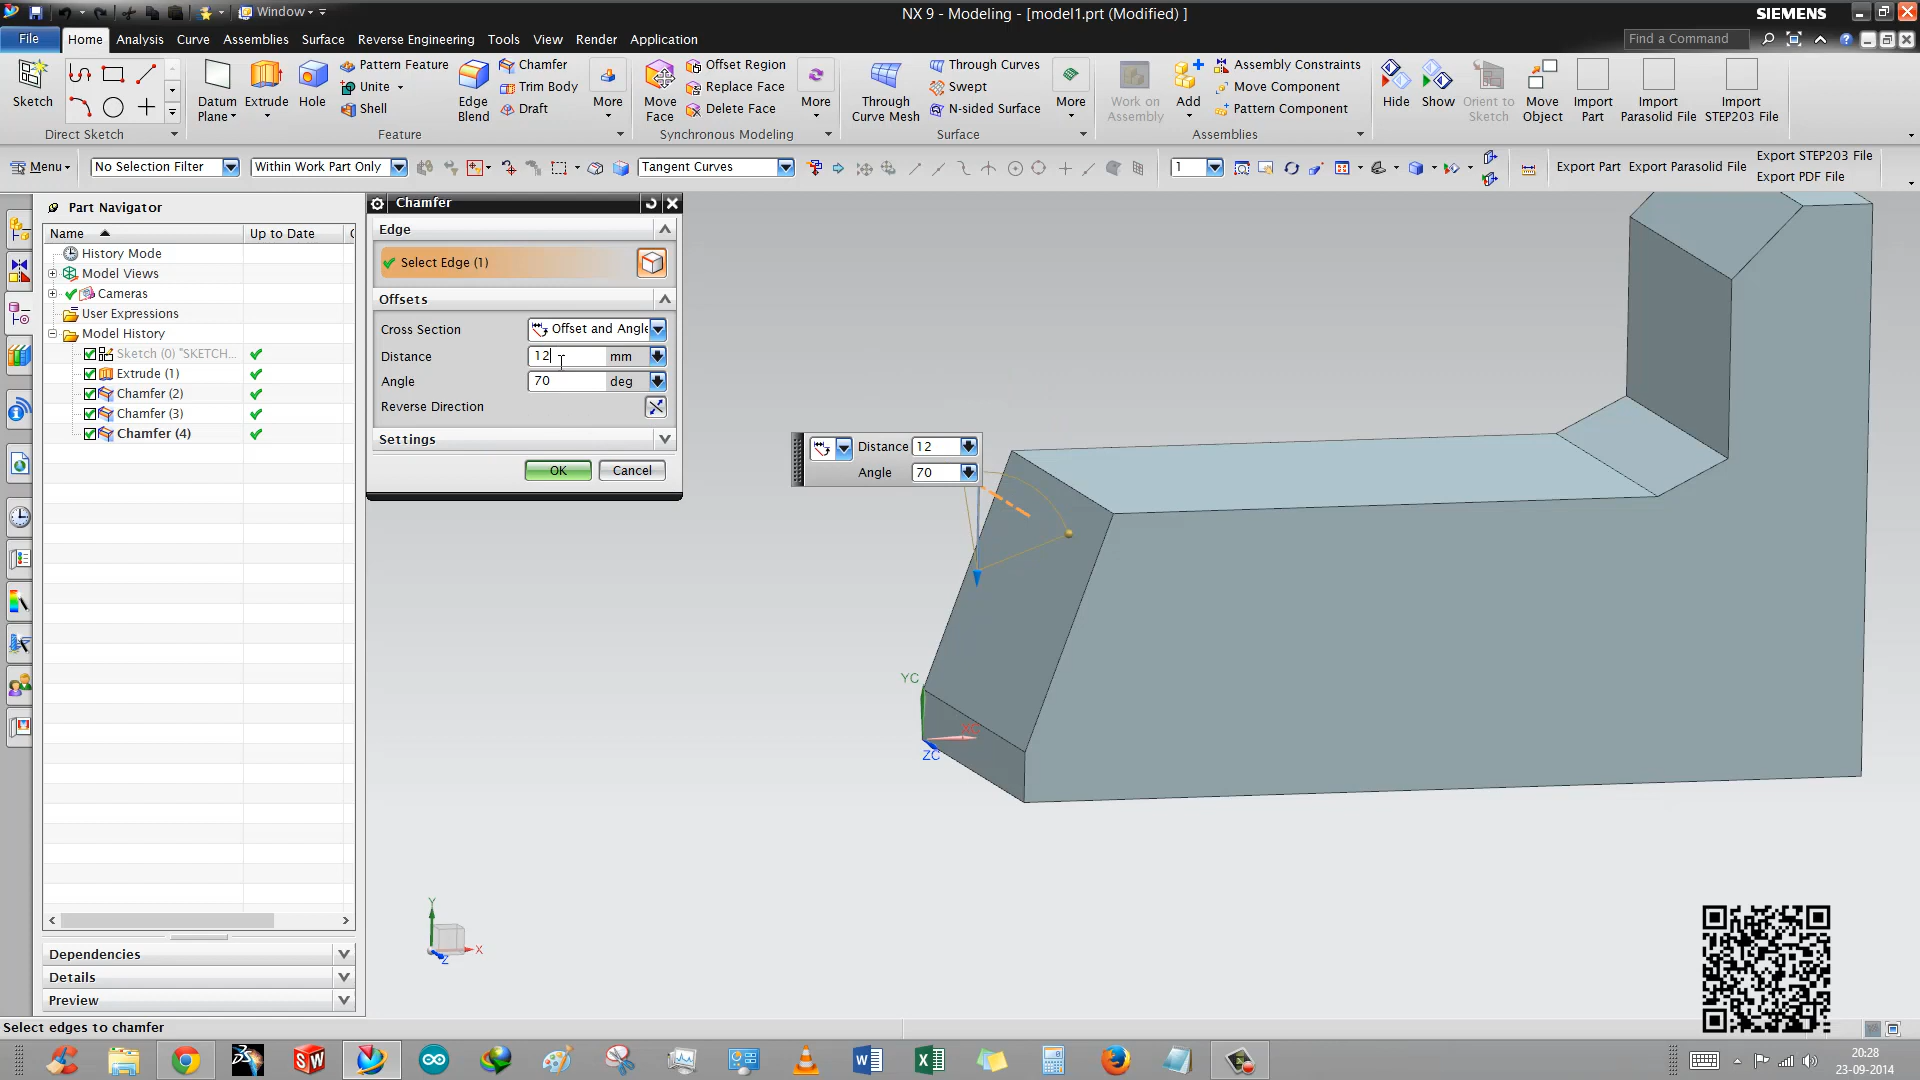 Window
NX 9 - Modeling - [model1.prt (Modified) ]
SIEMENS
File
Home
Analysis
Curve
Assemblies
Surface
Reverse Engineering
Tools
View
Render
Application
Find a Command
Sketch
Direct Sketch
Datum Plane
Extrude
Hole
Pattern Feature
Unite
Shell
Edge Blend
Chamfer
Trim Body
Draft
More
Feature
Move Face
Offset Region
Replace Face
Delete Face
More
Synchronous Modeling
Through Curve Mesh
Through Curves
Swept
N-sided Surface
More
Surface
Work on Assembly
Add
Assembly Constraints
Move Component
Pattern Component
Assemblies
Hide
Show
Orient to Sketch
Move Object
Import Part
Import Parasolid File
Import STEP203 File
Menu
No Selection Filter
Within Work Part Only
Tangent Curves
1
Export Part
Export Parasolid File
Export STEP203 File
Export PDF File
Part Navigator
Name
Up to Date
C
History Mode
Model Views
Cameras
User Expressions
Model History
Sketch (0) "SKETCH...
Extrude (1)
Chamfer (2)
Chamfer (3)
Chamfer (4)
Dependencies
Details
Preview
Chamfer
Edge
Select Edge (1)
Offsets
Cross Section
Offset and Angle
Distance
12
mm
Angle
70
deg
Reverse Direction
Settings
OK
Cancel
Distance 12
Angle 70
YC
XC
ZC
Y
X
Z
Select edges to chamfer
20:28
23-09-2014